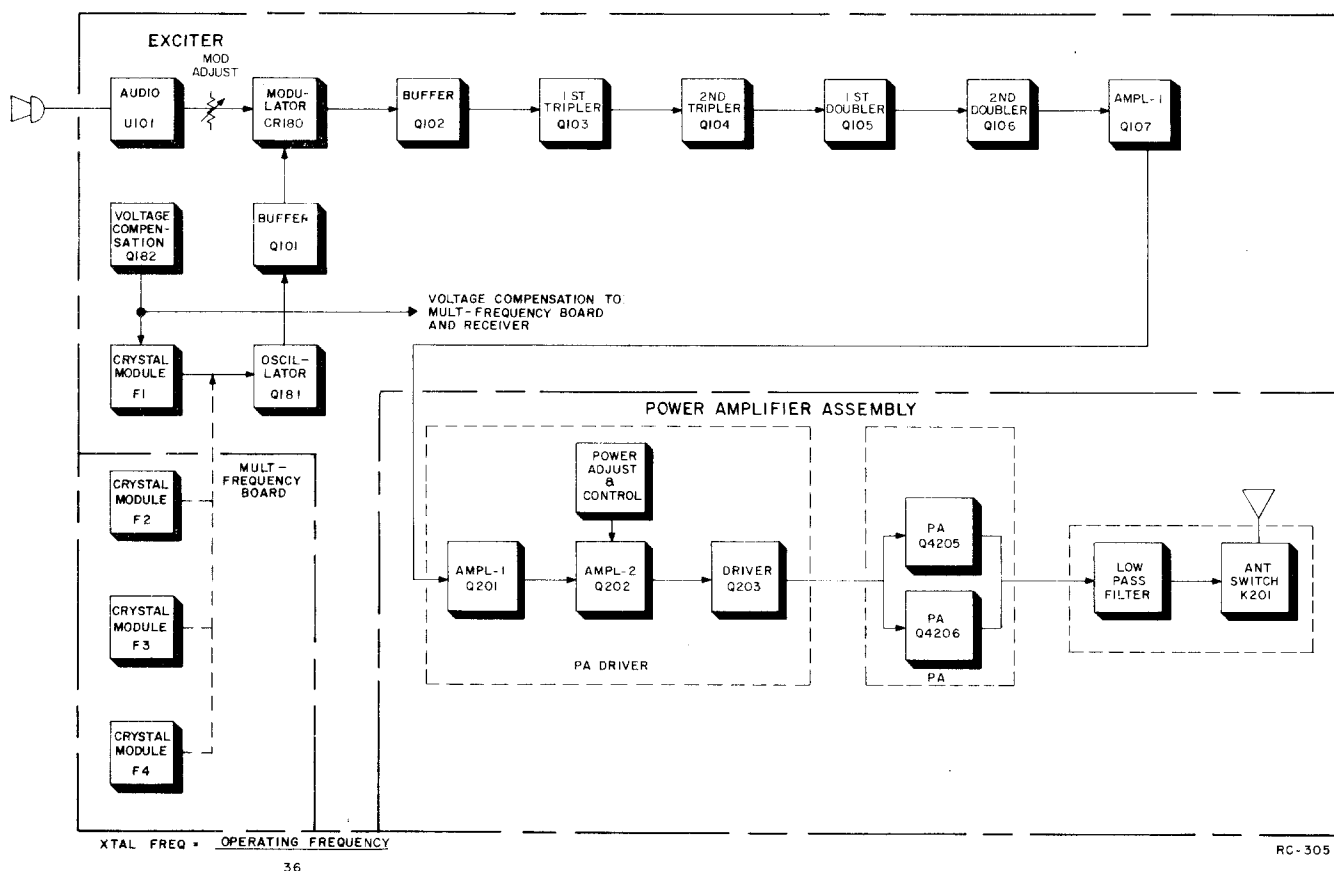 EXCITER
MOD
ADJUST
AUDIO
U101
MODU-
LATOR
CR180
BUFFER
Q102
1ST
TRIPLER
Q103
2ND
TRIPLER
Q104
1ST
DOUBLER
Q105
2ND
DOUBLER
Q106
AMPL-1
Q107
VOLTAGE
COMPEN-
SATION
Q182
BUFFER
Q101
VOLTAGE COMPENSATION TO
MULT-FREQUENCY BOARD
AND RECEIVER
CRYSTAL
MODULE
F1
OSCIL-
LATOR
Q181
POWER AMPLIFIER ASSEMBLY
MULT-
FREQUENCY
BOARD
CRYSTAL
MODULE
F2
CRYSTAL
MODULE
F3
CRYSTAL
MODULE
F4
POWER
ADJUST
&
CONTROL
AMPL-1
Q201
AMPL-2
Q202
DRIVER
Q203
PA DRIVER
PA
Q4205
PA
Q4206
PA
LOW
PASS
FILTER
ANT
SWITCH
K201
XTAL FREQ = OPERATING FREQUENCY
36
RC-305